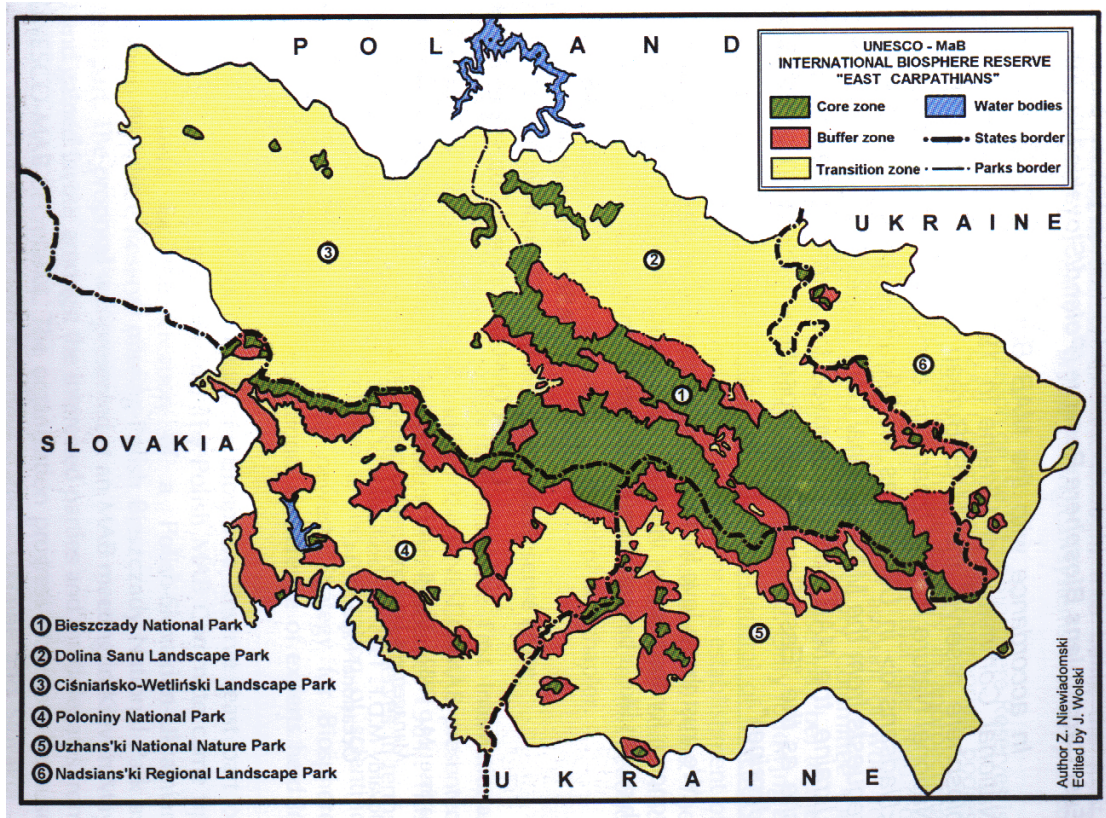 P O L A N D
UNESCO - MaB
INTERNATIONAL BIOSPHERE RESERVE
"EAST CARPATHIANS"
Core zone
Water bodies
Buffer zone
States border
Transition zone
Parks border
U K R A I N E
3
2
1
6
S L O V A K I A
4
5
1 Bieszczady National Park
2 Dolina Sanu Landscape Park
3 Ciśniańsko-Wetliński Landscape Park
4 Poloniny National Park
5 Uzhans'ki National Nature Park
6 Nadsians'ki Regional Landscape Park
U K R A I N E
Author Z. Niewiadomski
Edited by J. Wolski